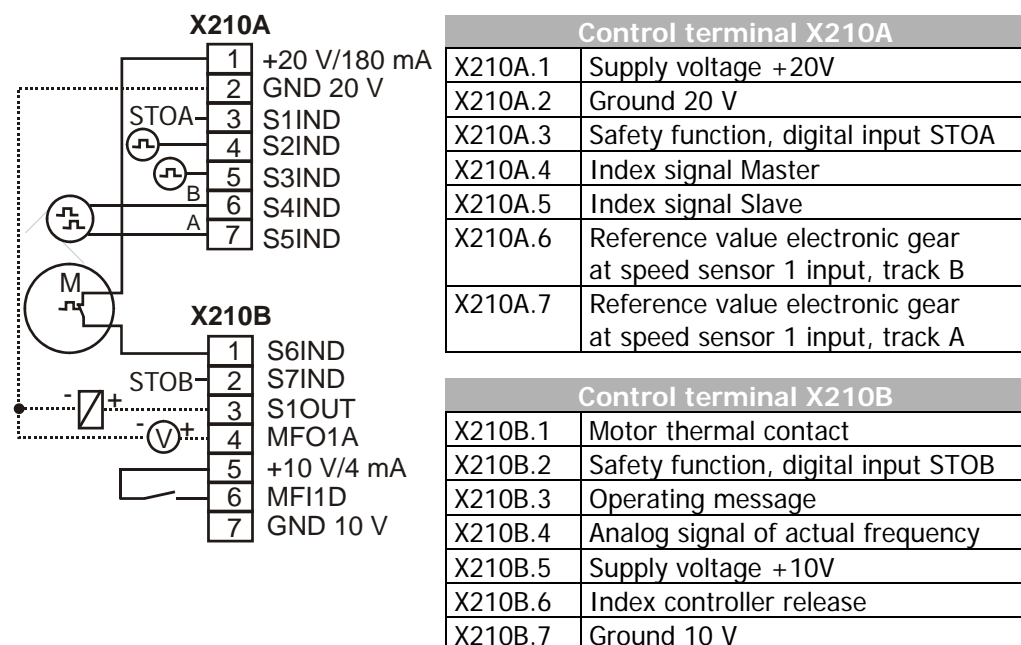 X210A
1 +20 V/180 mA
2 GND 20 V
STOA 3 S1IND
4 S2IND
5 S3IND
B 6 S4IND
A 7 S5IND
M
X210B
1 S6IND
STOB 2 S7IND
- + 3 S1OUT
- V + 4 MFO1A
5 +10 V/4 mA
6 MFI1D
7 GND 10 V
Control terminal X210A
X210A.1 Supply voltage +20V
X210A.2 Ground 20 V
X210A.3 Safety function, digital input STOA
X210A.4 Index signal Master
X210A.5 Index signal Slave
X210A.6 Reference value electronic gear
at speed sensor 1 input, track B
X210A.7 Reference value electronic gear
at speed sensor 1 input, track A
Control terminal X210B
X210B.1 Motor thermal contact
X210B.2 Safety function, digital input STOB
X210B.3 Operating message
X210B.4 Analog signal of actual frequency
X210B.5 Supply voltage +10V
X210B.6 Index controller release
X210B.7 Ground 10 V